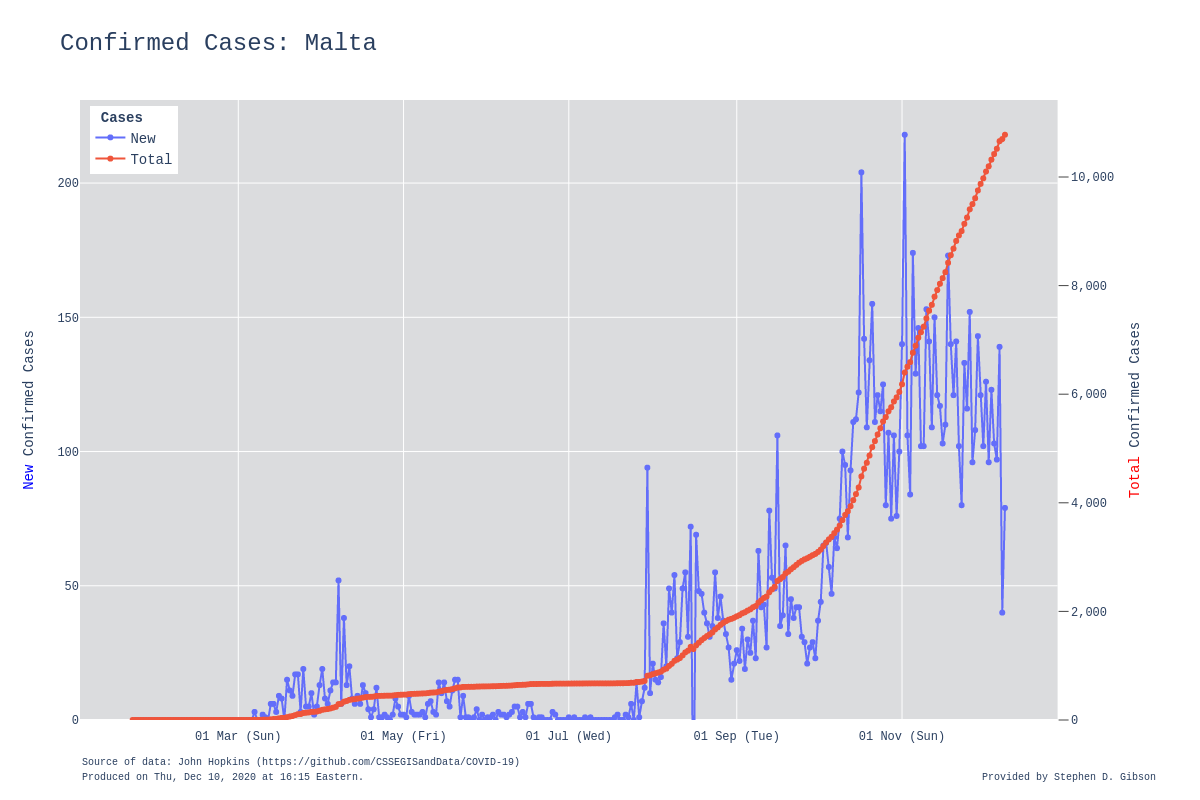 Confirmed Cases: Malta
Cases
New
Total
200
150
100
50
0
10,000
8,000
6,000
4,000
2,000
0
New Confirmed Cases
Total Confirmed Cases
01 Mar (Sun)
01 May (Fri)
01 Jul (Wed)
01 Sep (Tue)
01 Nov (Sun)
Source of data: John Hopkins (https://github.com/CSSEGISandData/COVID-19)
Produced on Thu, Dec 10, 2020 at 16:15 Eastern.
Provided by Stephen D. Gibson